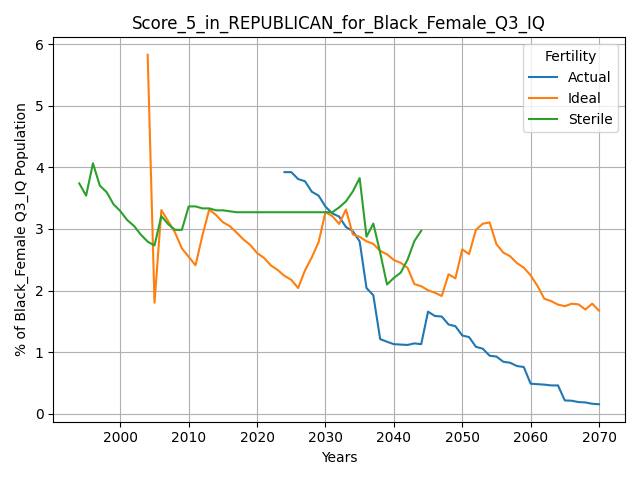 Score_5_in_REPUBLICAN_for_Black_Female_Q3_IQ
% of Black_Female Q3_IQ Population
6
5
4
3
2
1
0
Fertility
Actual
Ideal
Sterile
2000 2010 2020 2030 2040 2050 2060 2070
Years